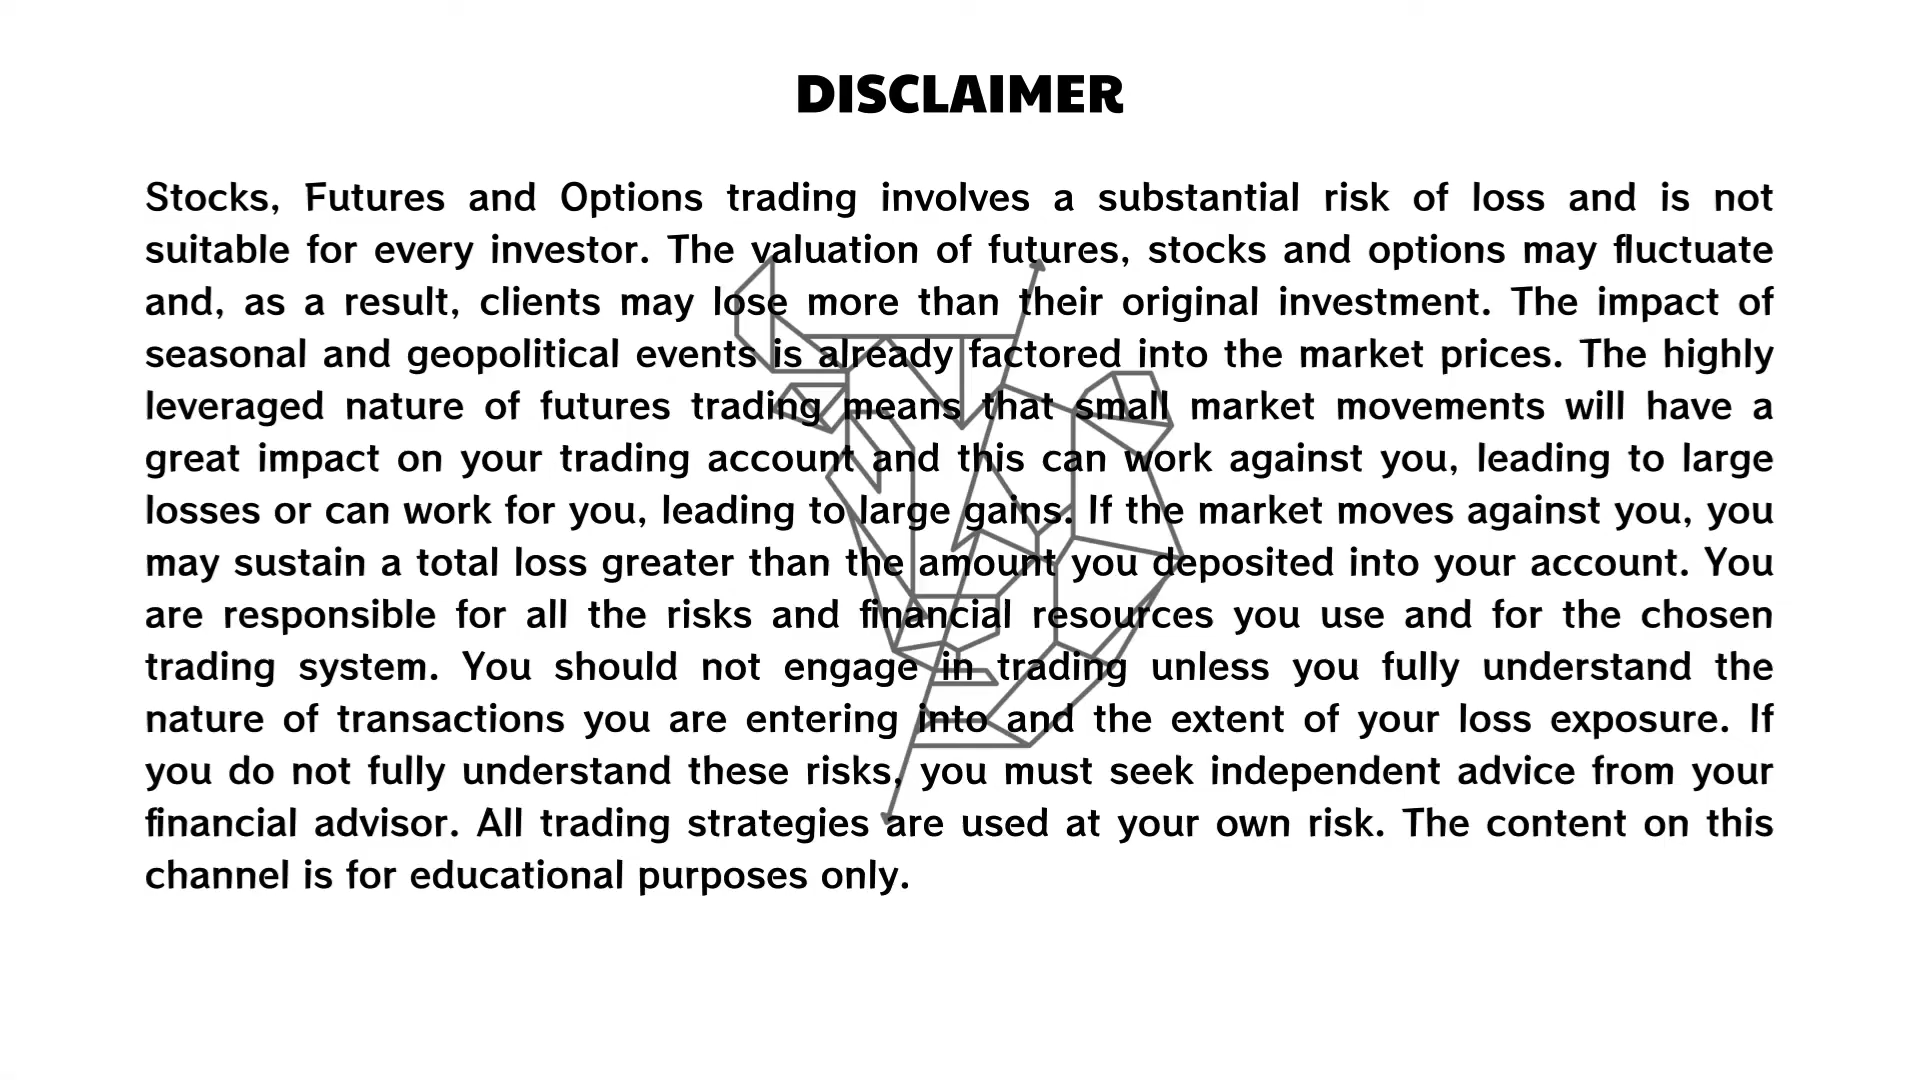 DISCLAIMER
Stocks, Futures and Options trading involves a substantial risk of loss and is not
suitable for every investor. The valuation of futures, stocks and options may fluctuate
and, as a result, clients may lose more than their original investment. The impact of
seasonal and geopolitical events is already factored into the market prices. The highly
leveraged nature of futures trading means that small market movements will have a
great impact on your trading account and this can work against you, leading to large
losses or can work for you, leading to large gains. If the market moves against you, you
may sustain a total loss greater than the amount you deposited into your account. You
are responsible for all the risks and financial resources you use and for the chosen
trading system. You should not engage in trading unless you fully understand the
nature of transactions you are entering into and the extent of your loss exposure. If
you do not fully understand these risks, you must seek independent advice from your
financial advisor. All trading strategies are used at your own risk. The content on this
channel is for educational purposes only.